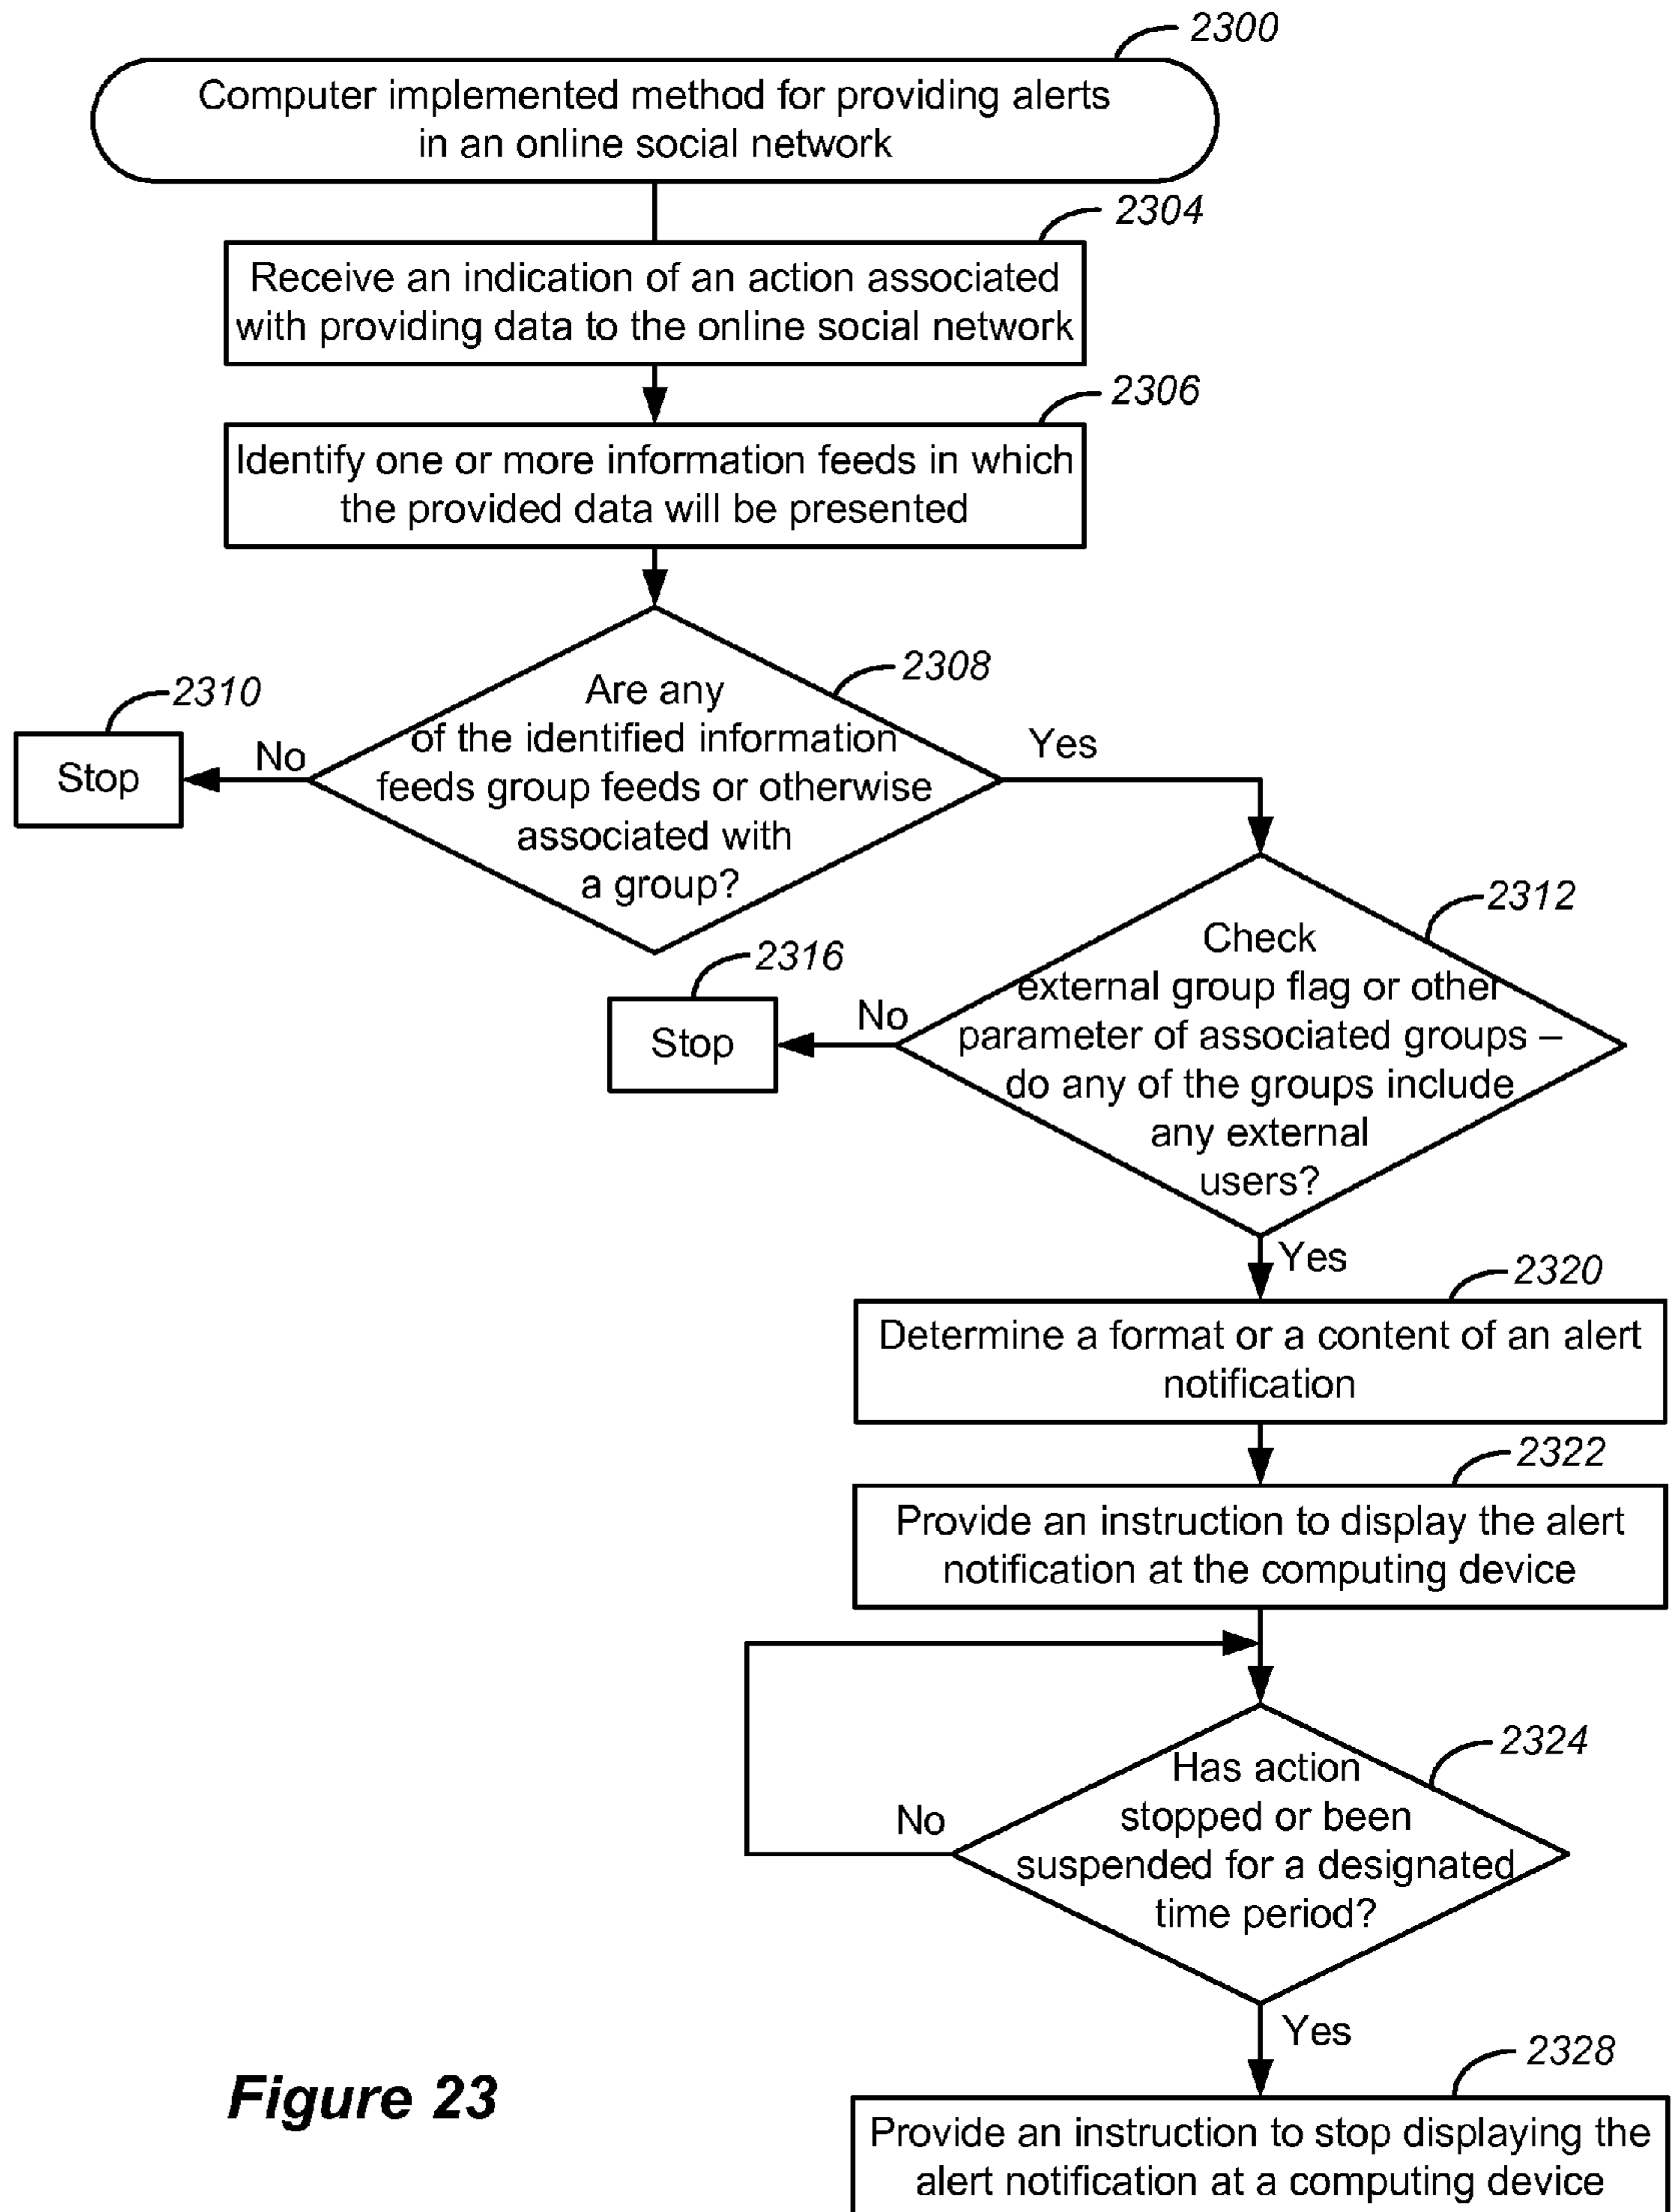 2300
Computer implemented method for providing alerts
in an online social network
2304
Receive an indication of an action associated
with providing data to the online social network
2306
Identify one or more information feeds in which
the provided data will be presented
2308
Are any
of the identified information
feeds group feeds or otherwise
associated with
a group?
2310
Stop
No
Yes
2312
Check
external group flag or other
parameter of associated groups –
do any of the groups include
any external
users?
2316
Stop
No
Yes
2320
Determine a format or a content of an alert
notification
2322
Provide an instruction to display the alert
notification at the computing device
2324
Has action
stopped or been
suspended for a designated
time period?
No
Yes
2328
Provide an instruction to stop displaying the
alert notification at a computing device
Figure 23